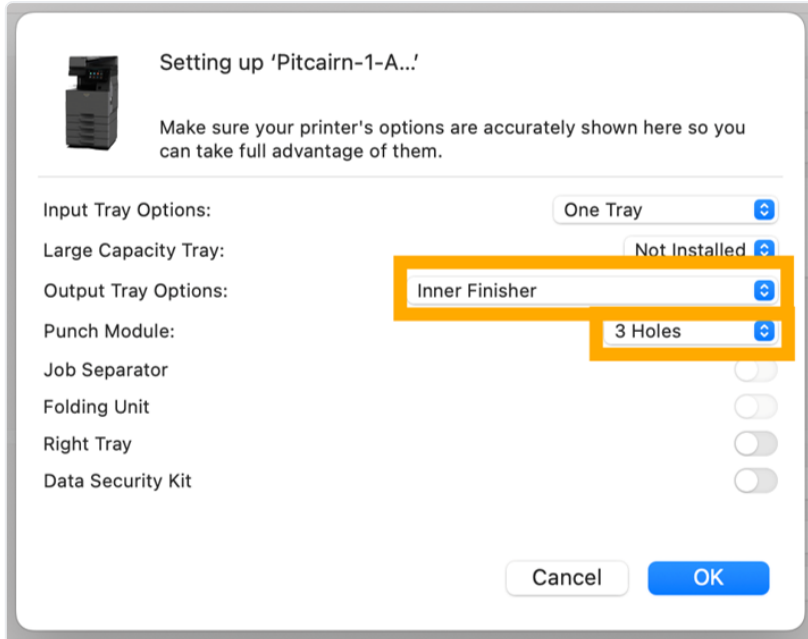 Setting up ‘Pitcairn-1-A...’
Make sure your printer's options are accurately shown here so you
can take full advantage of them.
Input Tray Options: One Tray
Large Capacity Tray: Not Installed
Output Tray Options: Inner Finisher
Punch Module: 3 Holes
Job Separator
Folding Unit
Right Tray
Data Security Kit
Cancel OK